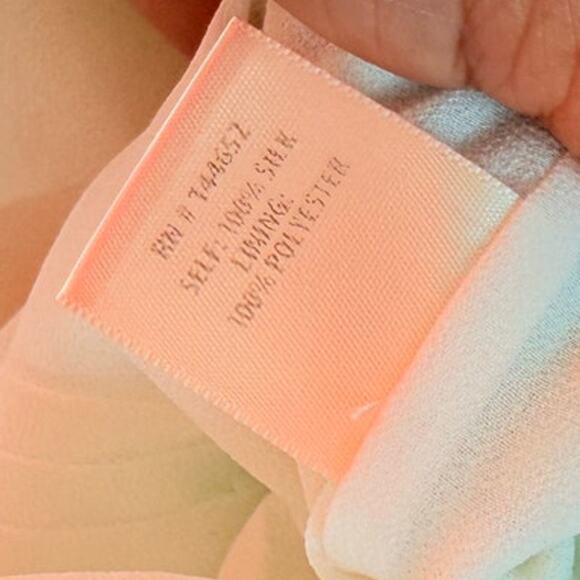 RN # 144652
SELF: 100% SILK
LINING:
100% POLYESTER